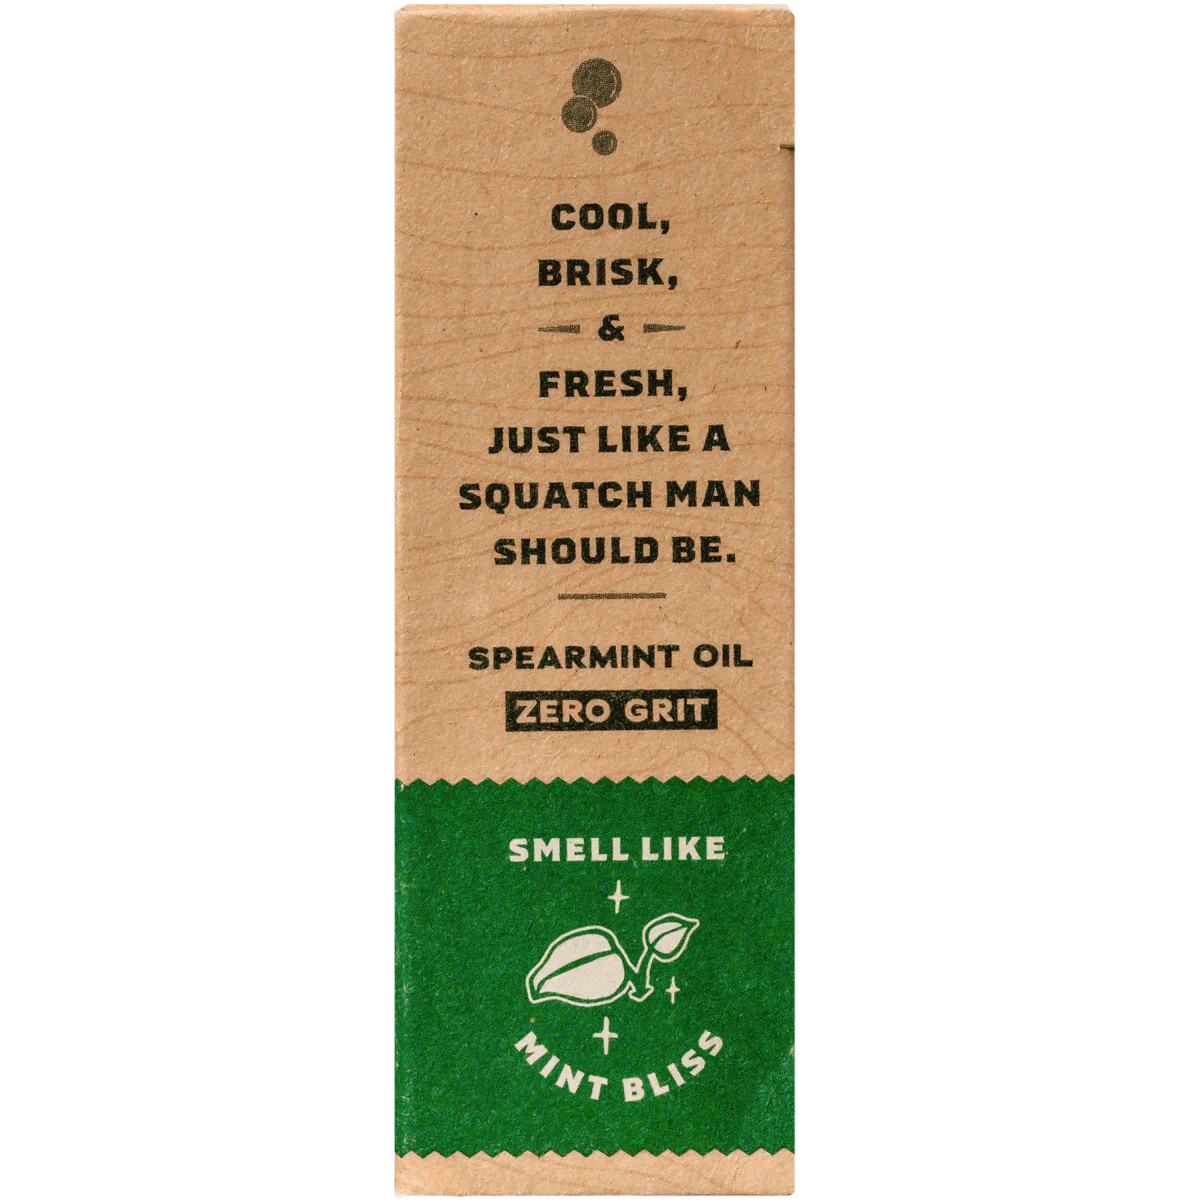 COOL,
BRISK,
&
FRESH,
JUST LIKE A
SQUATCH MAN
SHOULD BE.
SPEARMINT OIL
ZERO GRIT
SMELL LIKE
MINT BLISS